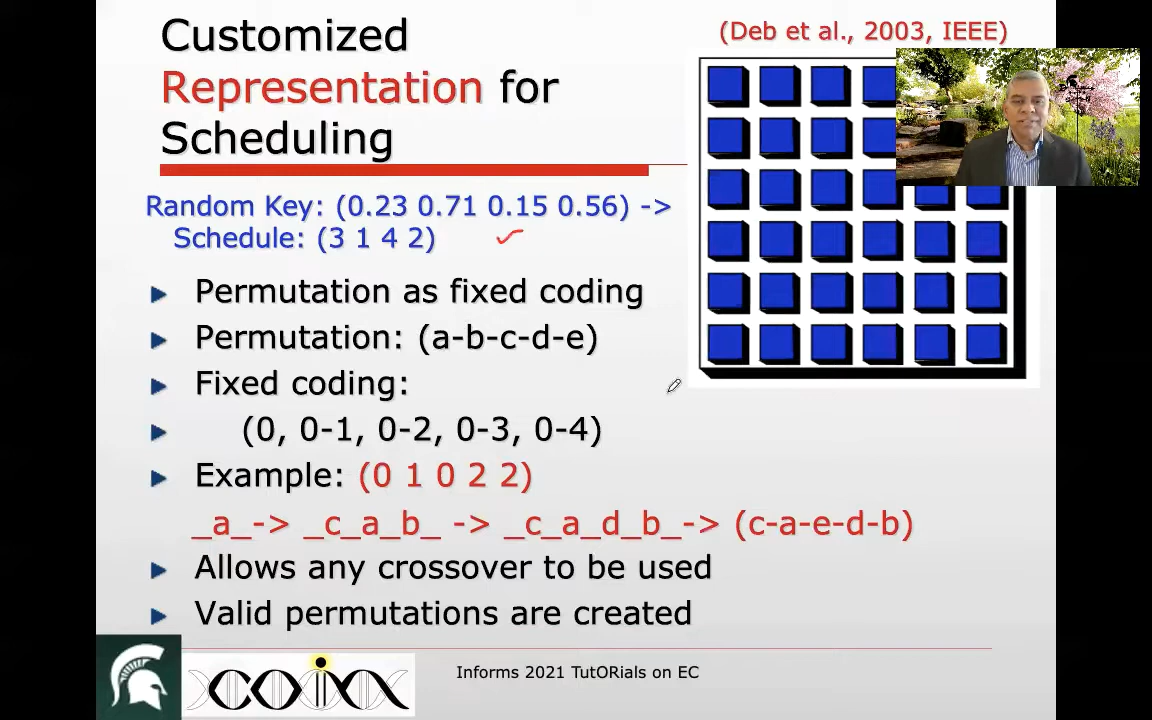 Customized
Representation for
Scheduling
(Deb et al., 2003, IEEE)
Random Key: (0.23 0.71 0.15 0.56) ->
Schedule: (3 1 4 2)
Permutation as fixed coding
Permutation: (a-b-c-d-e)
Fixed coding:
(0, 0-1, 0-2, 0-3, 0-4)
Example: (0 1 0 2 2)
_a_-> _c_a_b_ -> _c_a_d_b_-> (c-a-e-d-b)
Allows any crossover to be used
Valid permutations are created
COIN
Informs 2021 TutORials on EC